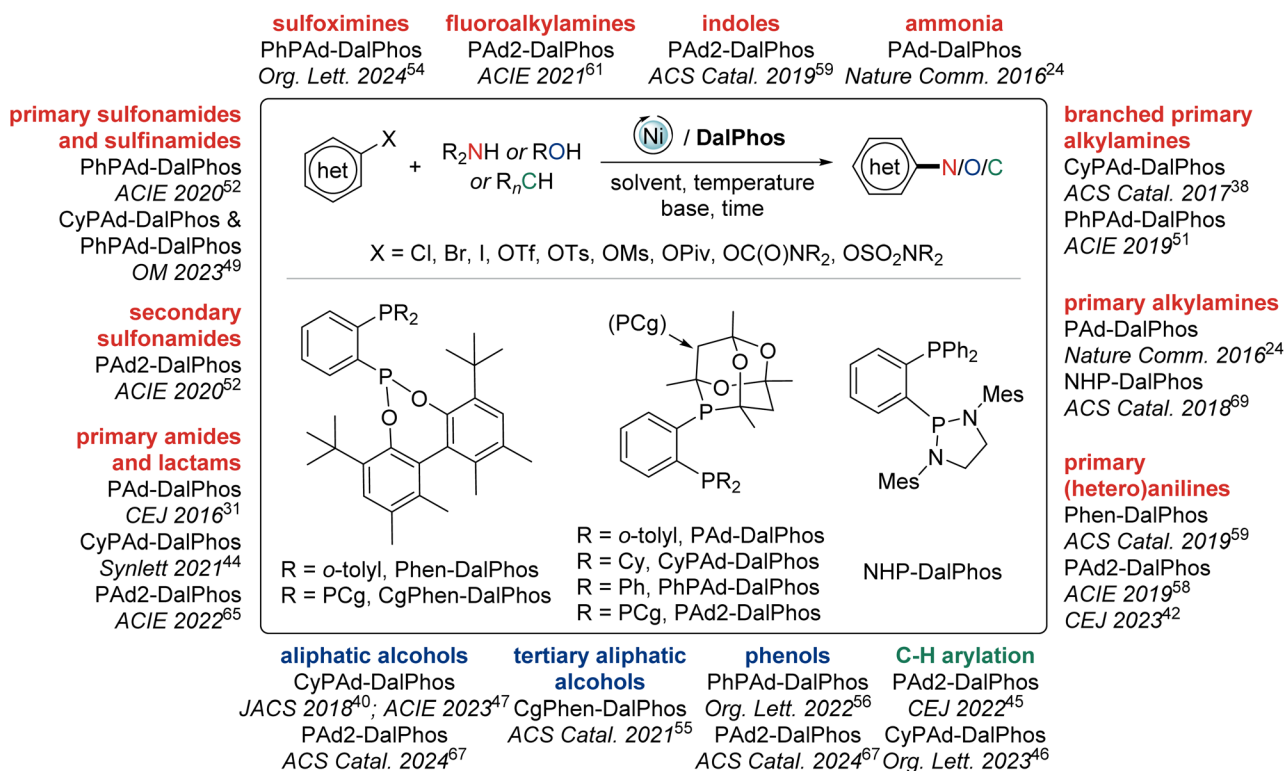 sulfoximines
PhPAd-DalPhos
Org. Lett. 2024⁵⁴
fluoroalkylamines
PAd2-DalPhos
ACIE 2021⁶¹
indoles
PAd2-DalPhos
ACS Catal. 2019⁵⁹
ammonia
PAd-DalPhos
Nature Comm. 2016²⁴
primary sulfonamides
and sulfinamides
PhPAd-DalPhos
ACIE 2020⁵²
CyPAd-DalPhos &
PhPAd-DalPhos
OM 2023⁴⁹
secondary
sulfonamides
PAd2-DalPhos
ACIE 2020⁵²
primary amides
and lactams
PAd-DalPhos
CEJ 2016³¹
CyPAd-DalPhos
Synlett 2021⁴⁴
PAd2-DalPhos
ACIE 2022⁶⁵
het
X
+
R₂NH or ROH
or RₙCH
Ni / DalPhos
solvent, temperature
base, time
het
N/O/C
X = Cl, Br, I, OTf, OTs, OMs, OPiv, OC(O)NR₂, OSO₂NR₂
PR₂
P
O
O
R = o-tolyl, Phen-DalPhos
R = PCg, CgPhen-DalPhos
(PCg)
O
O
O
P
PR₂
R = o-tolyl, PAd-DalPhos
R = Cy, CyPAd-DalPhos
R = Ph, PhPAd-DalPhos
R = PCg, PAd2-DalPhos
PPh₂
Mes
P
N
N
Mes
NHP-DalPhos
branched primary
alkylamines
CyPAd-DalPhos
ACS Catal. 2017³⁸
PhPAd-DalPhos
ACIE 2019⁵¹
primary alkylamines
PAd-DalPhos
Nature Comm. 2016²⁴
NHP-DalPhos
ACS Catal. 2018⁶⁹
primary
(hetero)anilines
Phen-DalPhos
ACS Catal. 2019⁵⁹
PAd2-DalPhos
ACIE 2019⁵⁸
CEJ 2023⁴²
aliphatic alcohols
CyPAd-DalPhos
JACS 2018⁴⁰; ACIE 2023⁴⁷
PAd2-DalPhos
ACS Catal. 2024⁶⁷
tertiary aliphatic
alcohols
CgPhen-DalPhos
ACS Catal. 2021⁵⁵
phenols
PhPAd-DalPhos
Org. Lett. 2022⁵⁶
PAd2-DalPhos
ACS Catal. 2024⁶⁷
C-H arylation
PAd2-DalPhos
CEJ 2022⁴⁵
CyPAd-DalPhos
Org. Lett. 2023⁴⁶